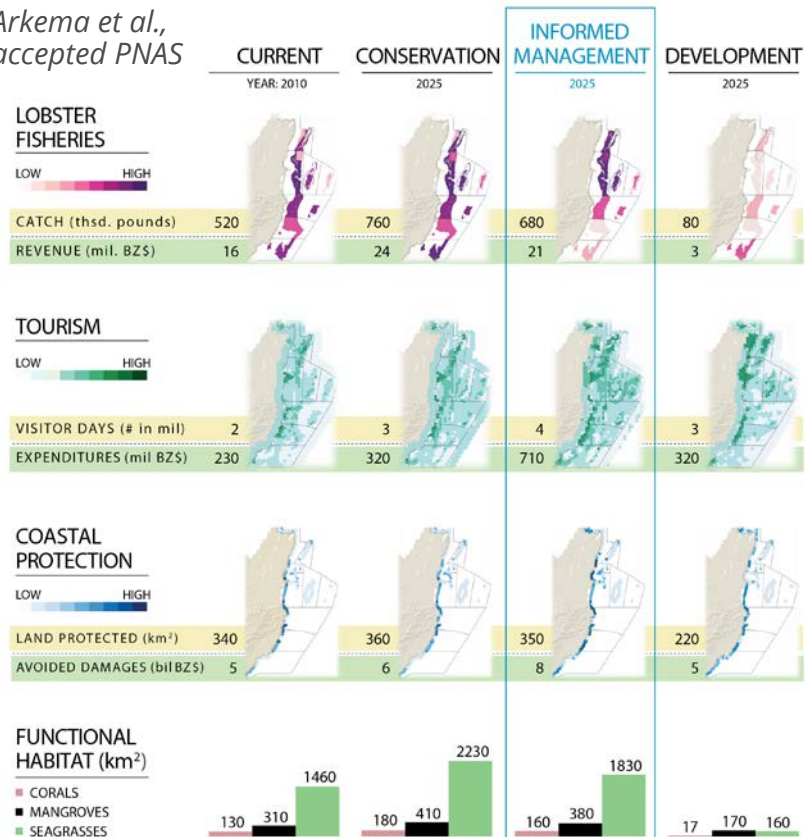 Arkema et al.,
accepted PNAS
CURRENT
YEAR: 2010
CONSERVATION
2025
INFORMED
MANAGEMENT
2025
DEVELOPMENT
2025
LOBSTER
FISHERIES
LOW HIGH
CATCH (thsd. pounds) 520 760 680 80
REVENUE (mil. BZ$) 16 24 21 3
TOURISM
LOW HIGH
VISITOR DAYS (# in mil) 2 3 4 3
EXPENDITURES (mil BZ$) 230 320 710 320
COASTAL
PROTECTION
LOW HIGH
LAND PROTECTED (km²) 340 360 350 220
AVOIDED DAMAGES (bil BZ$) 5 6 8 5
FUNCTIONAL
HABITAT (km²)
CORALS
MANGROVES
SEAGRASSES
130 310 1460
180 410 2230
160 380 1830
17 170 160